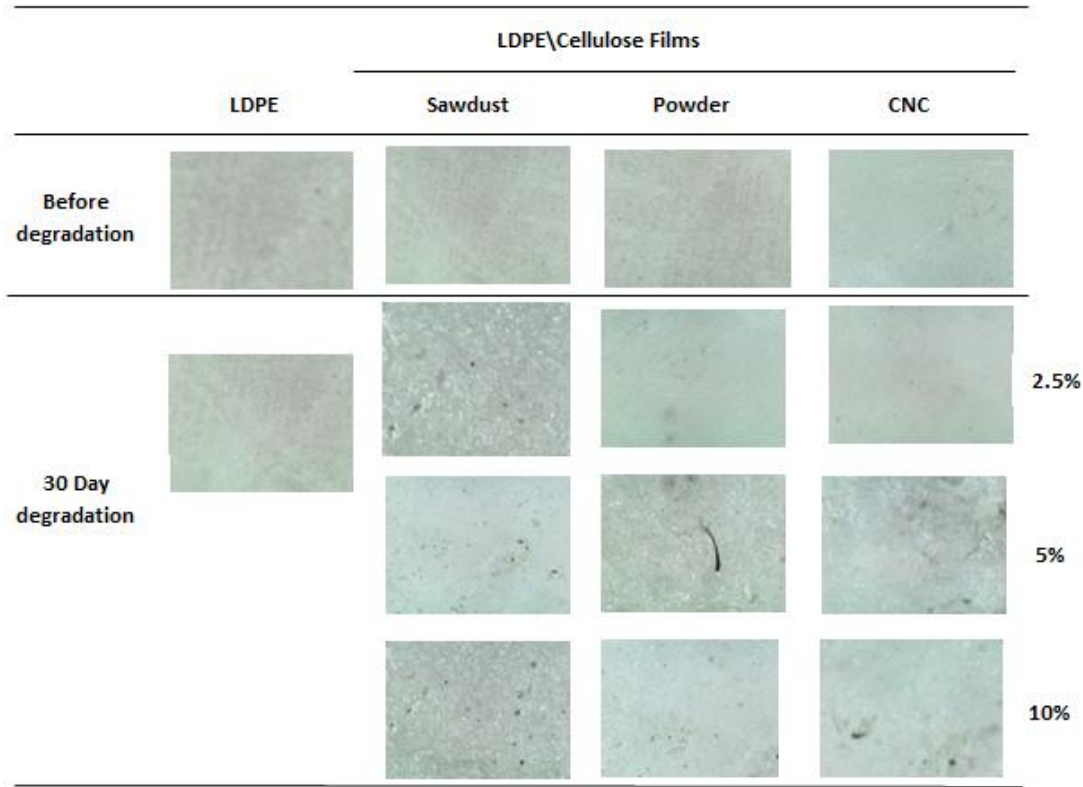 LDPE\Cellulose Films
LDPE
Sawdust
Powder
CNC
Before
degradation
2.5%
30 Day
degradation
5%
10%